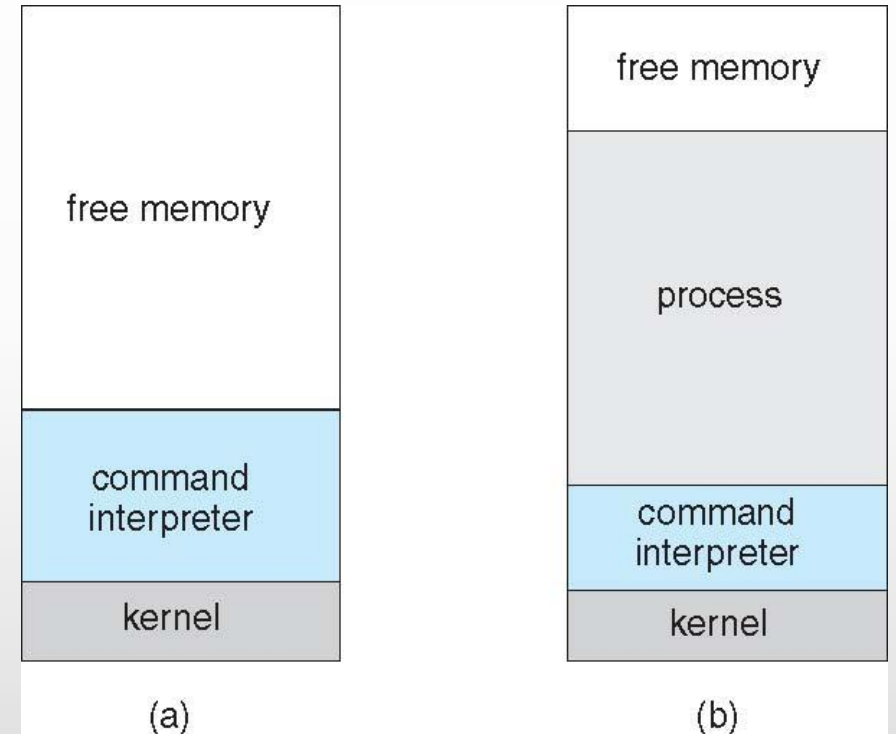 free memory
command
interpreter
kernel
(a)
free memory
process
command
interpreter
kernel
(b)